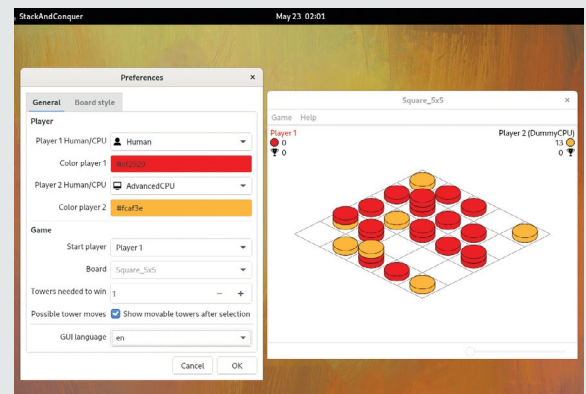 StackAndConquer
May 23 02:01
Preferences
×
General Board style
Player
Player 1 Human/CPU Human
Color player 1 #ef2929
Player 2 Human/CPU AdvancedCPU
Color player 2 #fcaf3e
Game
Start player Player 1
Board Square_5x5
Towers needed to win 1 − +
Possible tower moves Show movable towers after selection
GUI language en
Cancel OK
Square_5x5
×
Game Help
Player 1
0
0
Player 2 (DummyCPU)
13
0